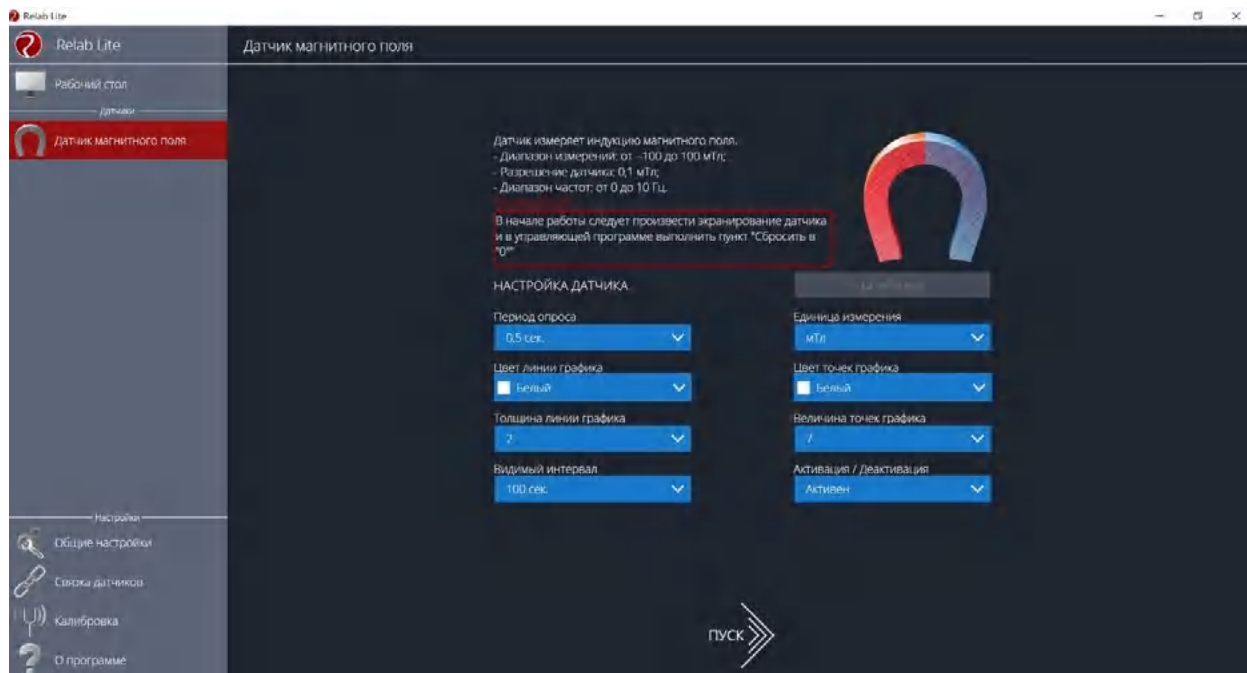 Relab Lite
Relab Lite
Датчик магнитного поля
Рабочий стол
Датчики
Датчик магнитного поля
Датчик измеряет индукцию магнитного поля.
- Диапазон измерений: от -100 до 100 мТл;
- Разрешение датчика: 0,1 мТл;
- Диапазон частот: от 0 до 10 Гц.
В начале работы следует произвести экранирование датчика
и в управляющей программе выполнить пункт "Сбросить в
"0""
НАСТРОЙКА ДАТЧИКА
Период опроса
0,5 сек.
Единица измерения
мТл
Цвет линии графика
Белый
Цвет точек графика
Белый
Толщина линии графика
2
Величина точек графика
7
Видимый интервал
100 сек.
Активация / Деактивация
Активен
Настройки
Общие настройки
Связка датчиков
Калибровка
О программе
ПУСК